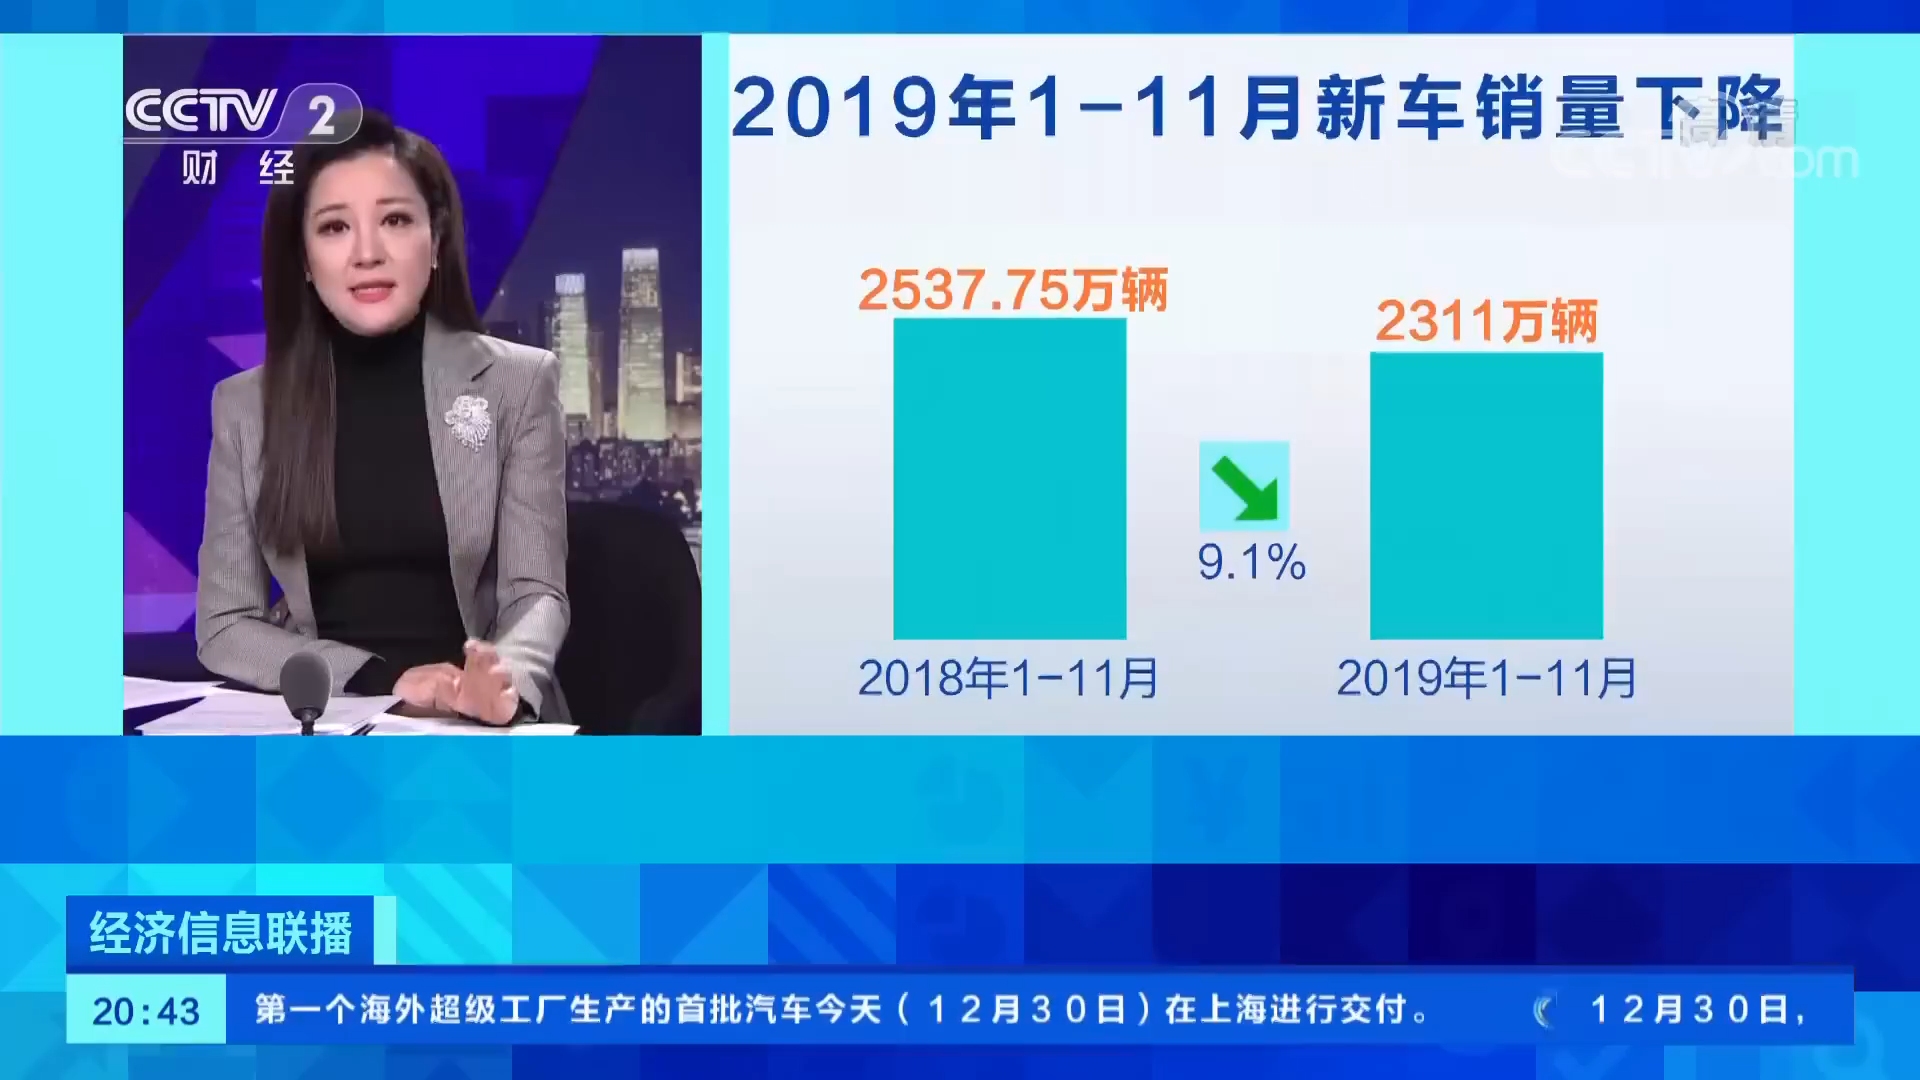 CCTV 2
财 经
2019年1-11月新车销量下降
高清
CCTV.com
2537.75万辆
2311万辆
9.1%
2018年1-11月
2019年1-11月
经济信息联播
20:43
第一个海外超级工厂生产的首批汽车今天（12月30日）在上海进行交付。 12月30日，